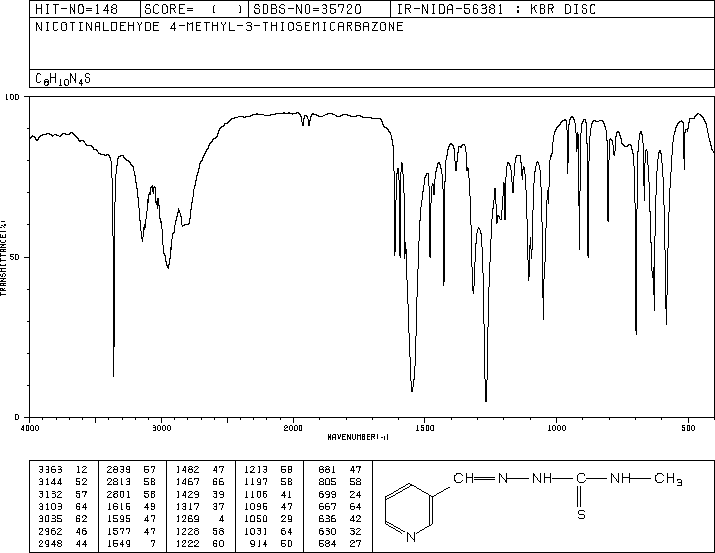 HIT-NO=148 SCORE= ( ) SDBS-NO=35720 IR-NIDA-56381 : KBR DISC
NICOTINALDEHYDE 4-METHYL-3-THIOSEMICARBAZONE
C8H10N4S
100
50
0
TRANSMITTANCE(%)
4000 3000 2000 1500 1000 500
WAVENUMBER(-1)
3363 12 2839 57 1482 47 1213 58 881 47
3144 52 2813 58 1467 66 1197 58 805 58
3132 57 2801 58 1429 39 1106 41 699 24
3103 64 1616 49 1317 37 1096 47 667 64
3035 62 1595 47 1269 4 1050 29 636 42
2962 46 1577 47 1228 58 1031 64 630 32
2948 44 1549 7 1222 60 914 50 584 27
CH N NH C NH CH3
S
N